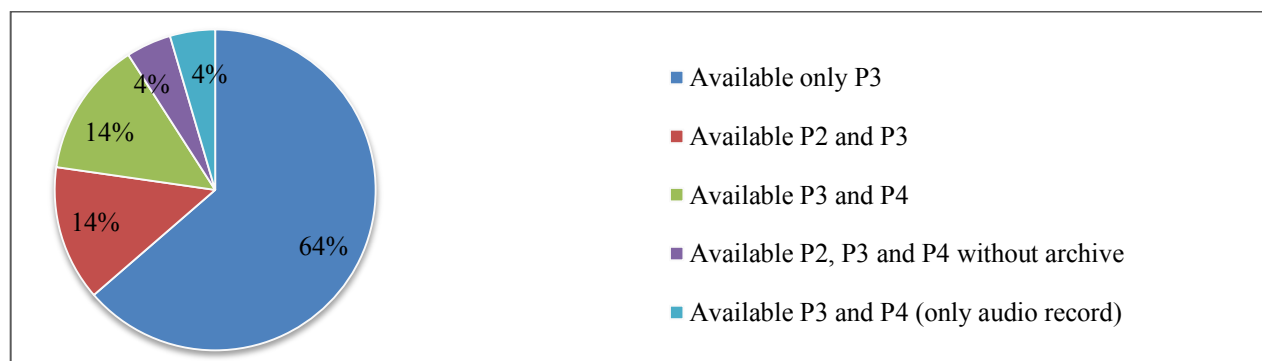 4%
4%
14%
14%
64%
Available only P3
Available P2 and P3
Available P3 and P4
Available P2, P3 and P4 without archive
Available P3 and P4 (only audio record)